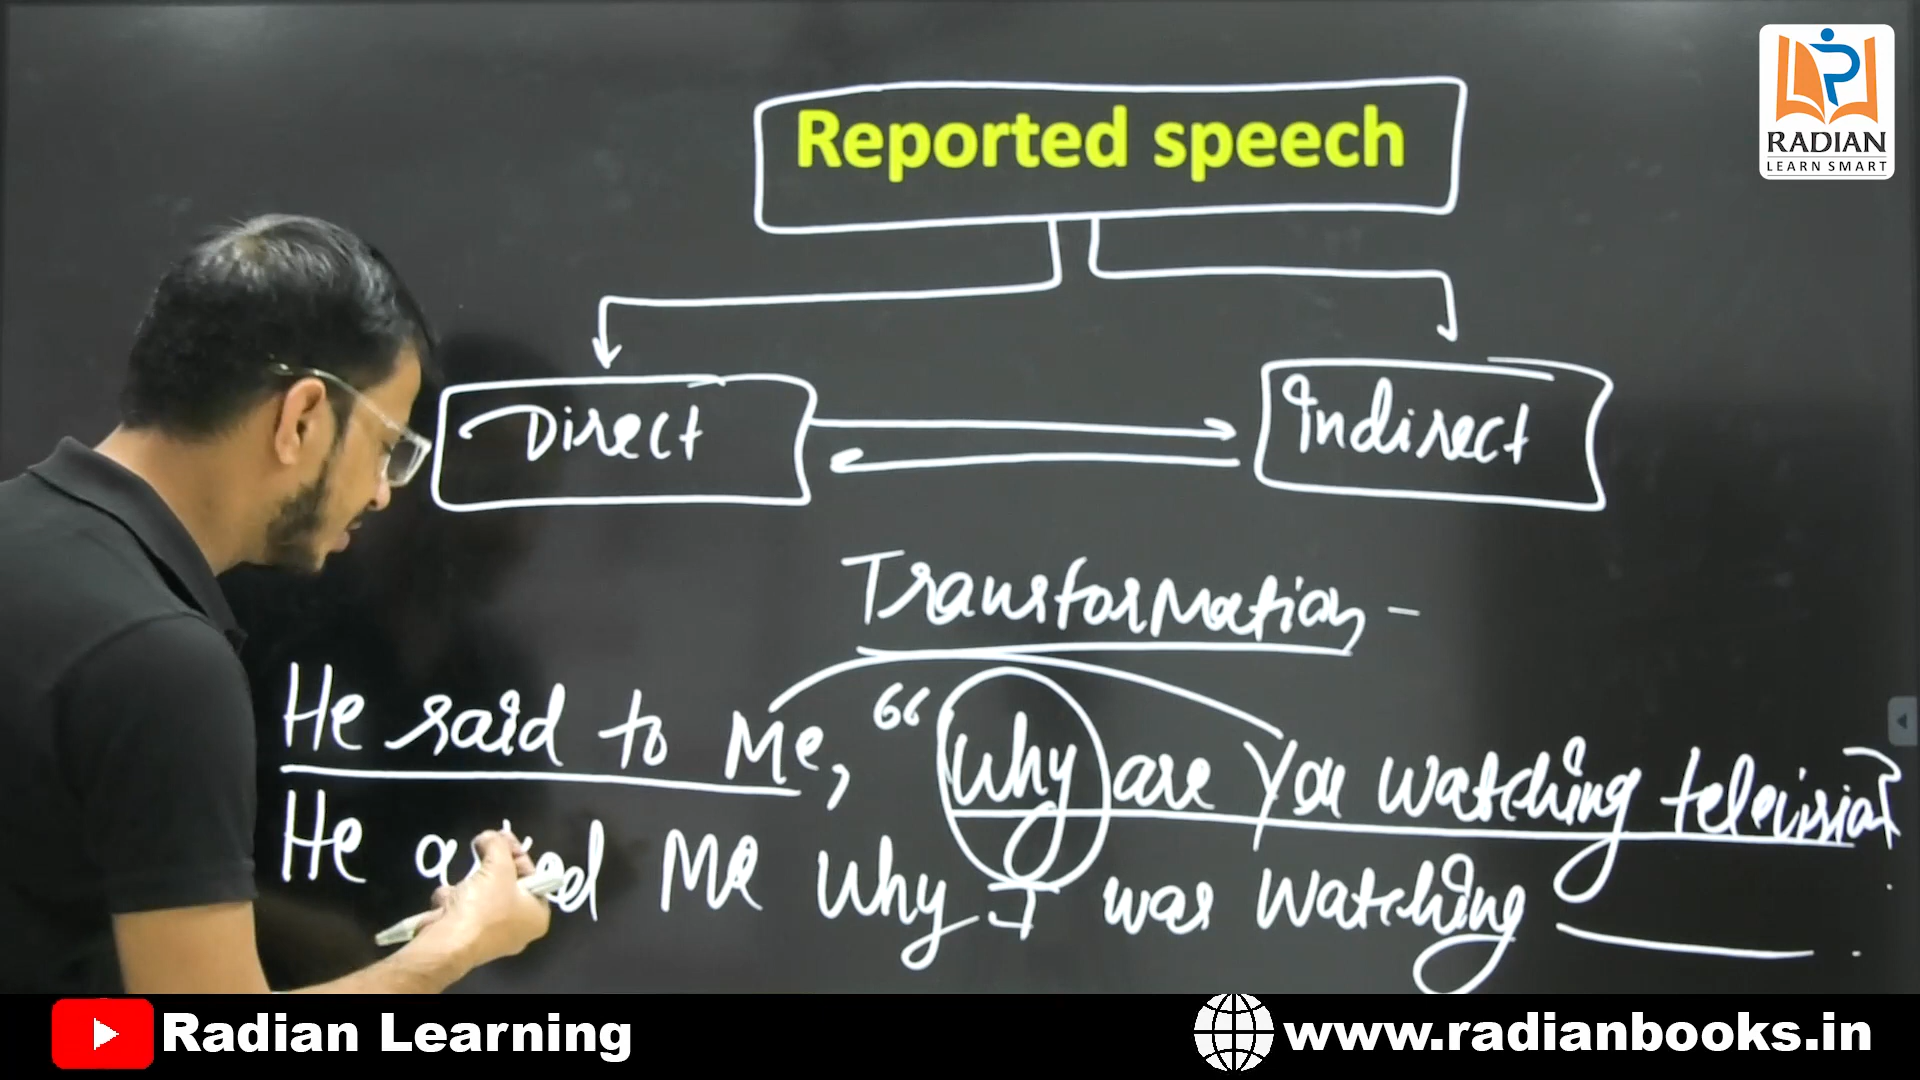 Reported speech
RADIAN
LEARN SMART
Direct
Indirect
Transformation -
He said to Me, “ Why are You watching television?
He asked Me Why I was watching
Radian Learning
www.radianbooks.in